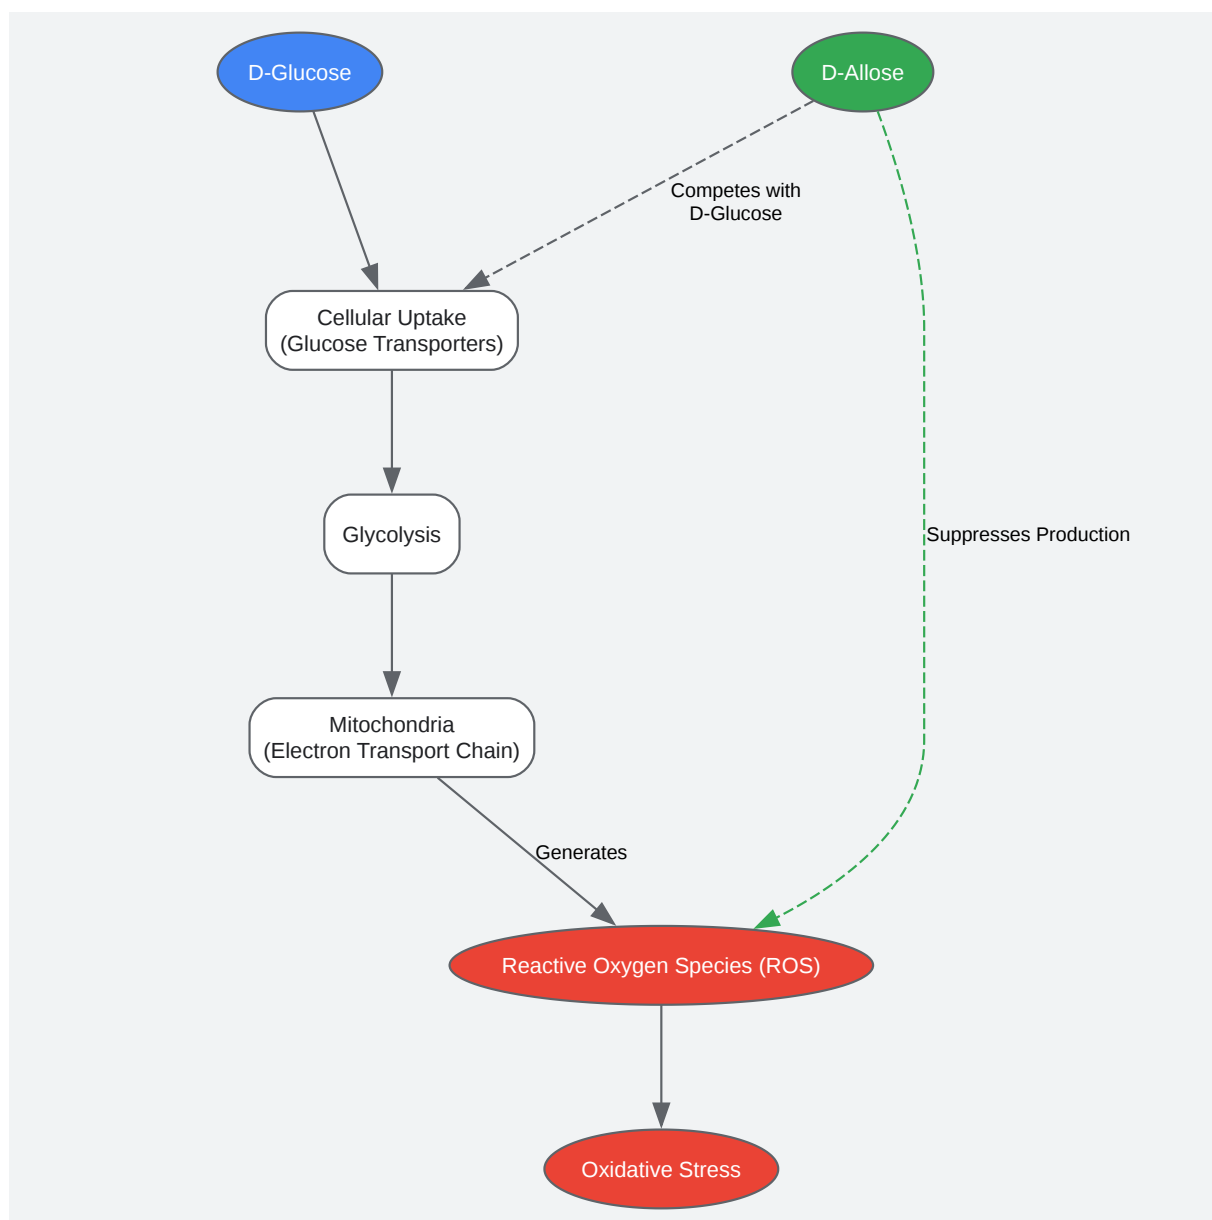 D-Glucose
D-Allose
Competes with
D-Glucose
Cellular Uptake
(Glucose Transporters)
Glycolysis
Suppresses Production
Mitochondria
(Electron Transport Chain)
Generates
Reactive Oxygen Species (ROS)
Oxidative Stress